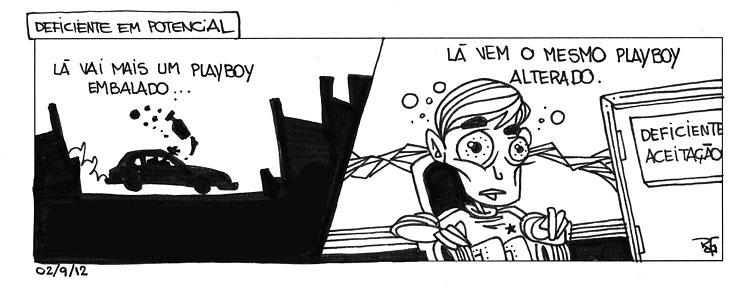 DEFICIENTE EM POTENCIAL
LÁ VAI MAIS UM PLAYBOY
EMBALADO...
LÁ VEM O MESMO PLAYBOY
ALTERADO.
DEFICIENTE
ACEITAÇÃO
02/9/12